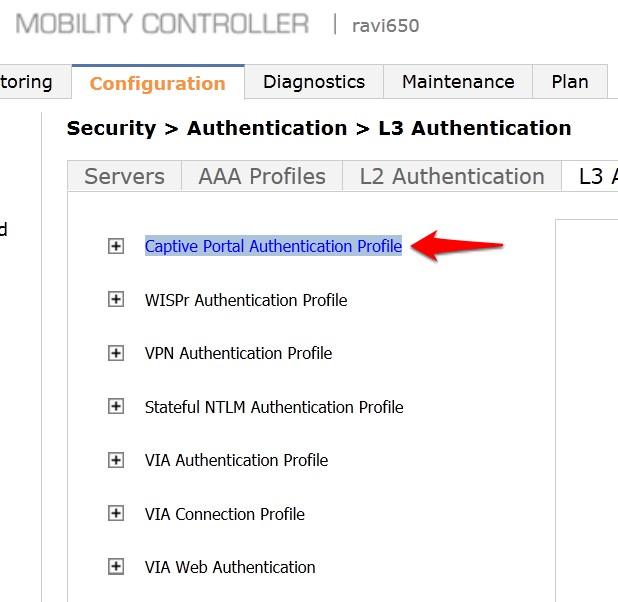 MOBILITY CONTROLLER | ravi650
toring Configuration Diagnostics Maintenance Plan
Security > Authentication > L3 Authentication
Servers AAA Profiles L2 Authentication L3 A
d
Captive Portal Authentication Profile
WISPr Authentication Profile
VPN Authentication Profile
Stateful NTLM Authentication Profile
VIA Authentication Profile
VIA Connection Profile
VIA Web Authentication